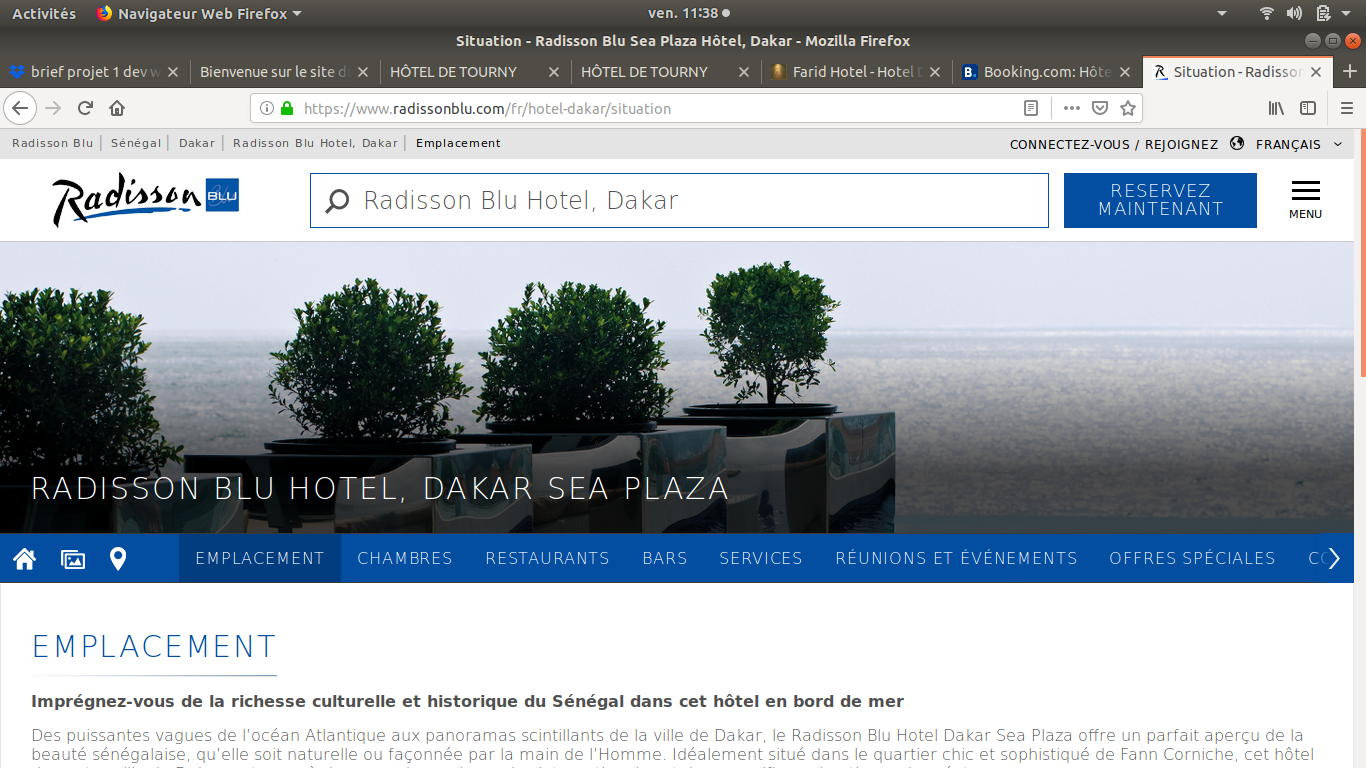 Activités Navigateur Web Firefox ven. 11:38
Situation - Radisson Blu Sea Plaza Hôtel, Dakar - Mozilla Firefox
brief projet 1 dev w Bienvenue sur le site d HÔTEL DE TOURNY HÔTEL DE TOURNY Farid Hotel - Hotel D Booking.com: Hôte Situation - Radisson
https://www.radissonblu.com/fr/hotel-dakar/situation
Radisson Blu | Sénégal | Dakar | Radisson Blu Hotel, Dakar | Emplacement CONNECTEZ-VOUS / REJOIGNEZ FRANÇAIS
Radisson BLU
Radisson Blu Hotel, Dakar
RESERVEZ
MAINTENANT
MENU
RADISSON BLU HOTEL, DAKAR SEA PLAZA
EMPLACEMENT CHAMBRES RESTAURANTS BARS SERVICES RÉUNIONS ET ÉVÉNEMENTS OFFRES SPÉCIALES CO
EMPLACEMENT
Imprégnez-vous de la richesse culturelle et historique du Sénégal dans cet hôtel en bord de mer
Des puissantes vagues de l'océan Atlantique aux panoramas scintillants de la ville de Dakar, le Radisson Blu Hotel Dakar Sea Plaza offre un parfait aperçu de la
beauté sénégalaise, qu'elle soit naturelle ou façonnée par la main de l'Homme. Idéalement situé dans le quartier chic et sophistiqué de Fann Corniche, cet hôtel